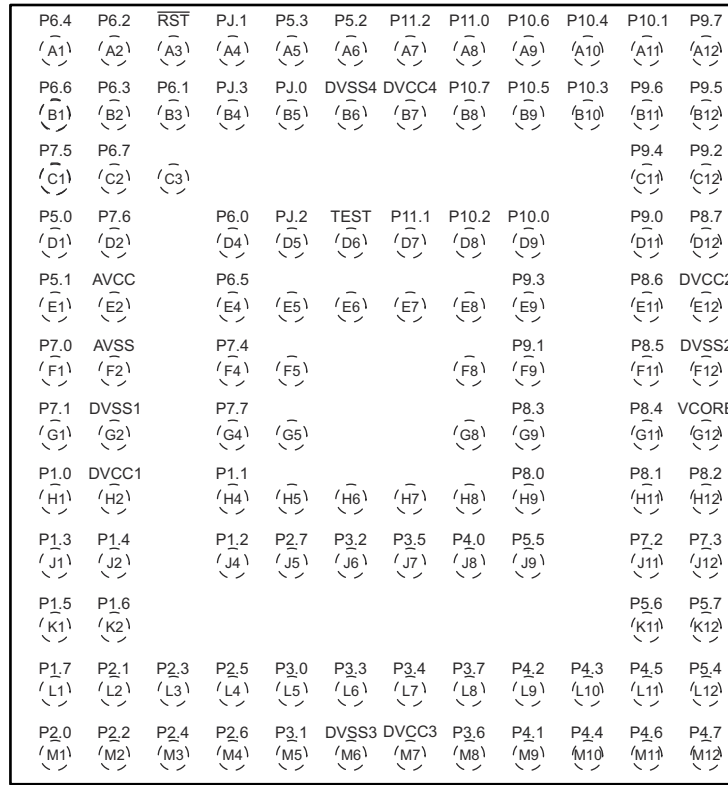 P6.4 P6.2 RST PJ.1 P5.3 P5.2 P11.2 P11.0 P10.6 P10.4 P10.1 P9.7
A1 A2 A3 A4 A5 A6 A7 A8 A9 A10 A11 A12
P6.6 P6.3 P6.1 PJ.3 PJ.0 DVSS4 DVCC4 P10.7 P10.5 P10.3 P9.6 P9.5
B1 B2 B3 B4 B5 B6 B7 B8 B9 B10 B11 B12
P7.5 P6.7 P9.4 P9.2
C1 C2 C3 C11 C12
P5.0 P7.6 P6.0 PJ.2 TEST P11.1 P10.2 P10.0 P9.0 P8.7
D1 D2 D4 D5 D6 D7 D8 D9 D11 D12
P5.1 AVCC P6.5 P9.3 P8.6 DVCC2
E1 E2 E4 E5 E6 E7 E8 E9 E11 E12
P7.0 AVSS P7.4 P9.1 P8.5 DVSS2
F1 F2 F4 F5 F8 F9 F11 F12
P7.1 DVSS1 P7.7 P8.3 P8.4 VCORE
G1 G2 G4 G5 G8 G9 G11 G12
P1.0 DVCC1 P1.1 P8.0 P8.1 P8.2
H1 H2 H4 H5 H6 H7 H8 H9 H11 H12
P1.3 P1.4 P1.2 P2.7 P3.2 P3.5 P4.0 P5.5 P7.2 P7.3
J1 J2 J4 J5 J6 J7 J8 J9 J11 J12
P1.5 P1.6 P5.6 P5.7
K1 K2 K11 K12
P1.7 P2.1 P2.3 P2.5 P3.0 P3.3 P3.4 P3.7 P4.2 P4.3 P4.5 P5.4
L1 L2 L3 L4 L5 L6 L7 L8 L9 L10 L11 L12
P2.0 P2.2 P2.4 P2.6 P3.1 DVSS3 DVCC3 P3.6 P4.1 P4.4 P4.6 P4.7
M1 M2 M3 M4 M5 M6 M7 M8 M9 M10 M11 M12